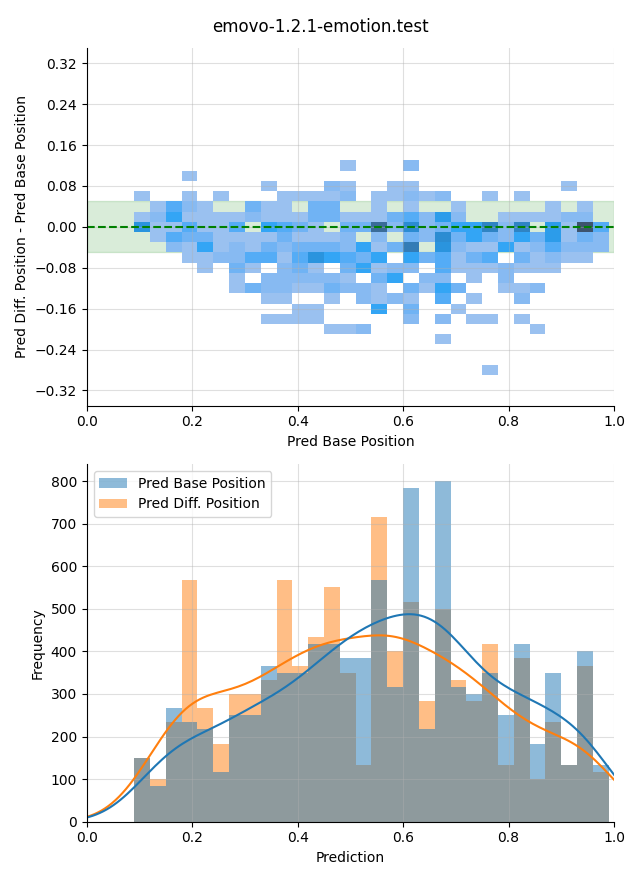 emovo-1.2.1-emotion.test
Pred Diff. Position - Pred Base Position
0.32
0.24
0.16
0.08
0.00
−0.08
−0.16
−0.24
−0.32
0.0 0.2 0.4 0.6 0.8 1.0
Pred Base Position
Pred Base Position
Pred Diff. Position
Frequency
800
700
600
500
400
300
200
100
0
0.0 0.2 0.4 0.6 0.8 1.0
Prediction